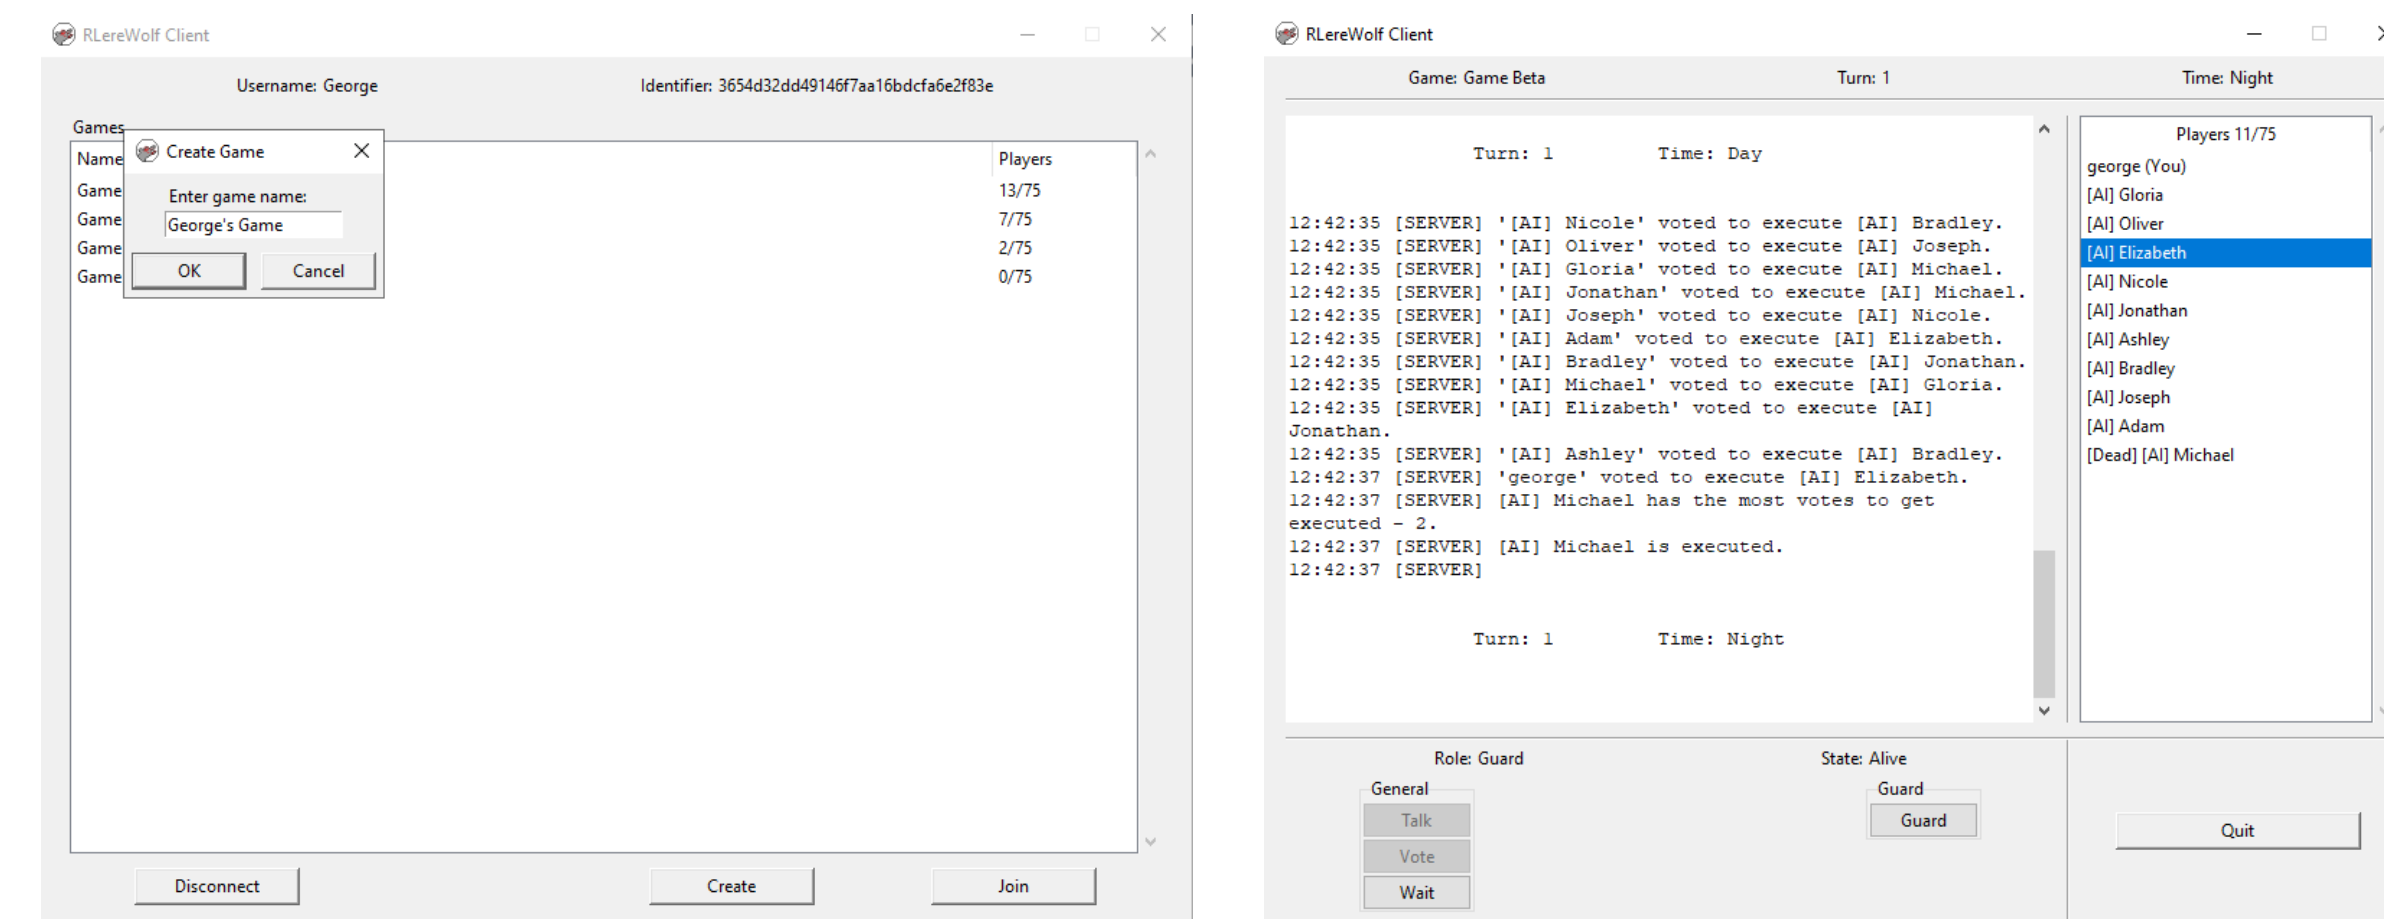 RLereWolf Client
Username: George Identifier: 3654d32dd49146f7aa16bdcfa6e2f83e
Games
Create Game
Name Players
Enter game name:
George's Game
Game 13/75
Game 7/75
Game 2/75
Game 0/75
OK Cancel
Disconnect Create Join
RLereWolf Client
Game: Game Beta Turn: 1 Time: Night
Turn: 1 Time: Day
12:42:35 [SERVER] '[AI] Nicole' voted to execute [AI] Bradley.
12:42:35 [SERVER] '[AI] Oliver' voted to execute [AI] Joseph.
12:42:35 [SERVER] '[AI] Gloria' voted to execute [AI] Michael.
12:42:35 [SERVER] '[AI] Jonathan' voted to execute [AI] Michael.
12:42:35 [SERVER] '[AI] Joseph' voted to execute [AI] Nicole.
12:42:35 [SERVER] '[AI] Adam' voted to execute [AI] Elizabeth.
12:42:35 [SERVER] '[AI] Bradley' voted to execute [AI] Jonathan.
12:42:35 [SERVER] '[AI] Michael' voted to execute [AI] Gloria.
12:42:35 [SERVER] '[AI] Elizabeth' voted to execute [AI]
Jonathan.
12:42:35 [SERVER] '[AI] Ashley' voted to execute [AI] Bradley.
12:42:37 [SERVER] 'george' voted to execute [AI] Elizabeth.
12:42:37 [SERVER] [AI] Michael has the most votes to get
executed - 2.
12:42:37 [SERVER] [AI] Michael is executed.
12:42:37 [SERVER]
Turn: 1 Time: Night
Players 11/75
george (You)
[AI] Gloria
[AI] Oliver
[AI] Elizabeth
[AI] Nicole
[AI] Jonathan
[AI] Ashley
[AI] Bradley
[AI] Joseph
[AI] Adam
[Dead] [AI] Michael
Role: Guard State: Alive
General
Talk
Vote
Wait
Guard
Guard
Quit